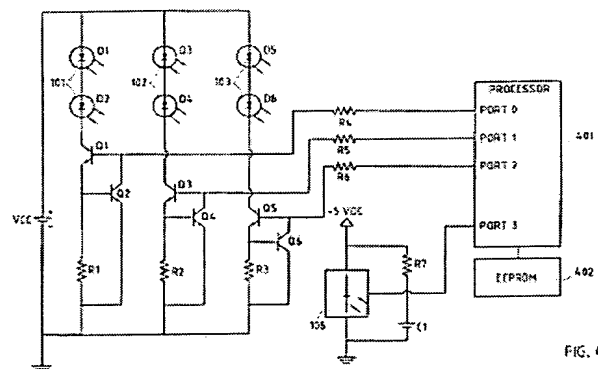 D1
D3
D5
101
102
103
D2
D4
D6
PROCESSOR
PORT 0
R4
PORT 1
401
R5
PORT 2
R6
Q1
Q2
Q3
Q4
Q5
Q6
VCC
+
R1
R2
R3
+5 VDC
PORT 3
R7
EEPROM
402
105
C1
FIG. 4